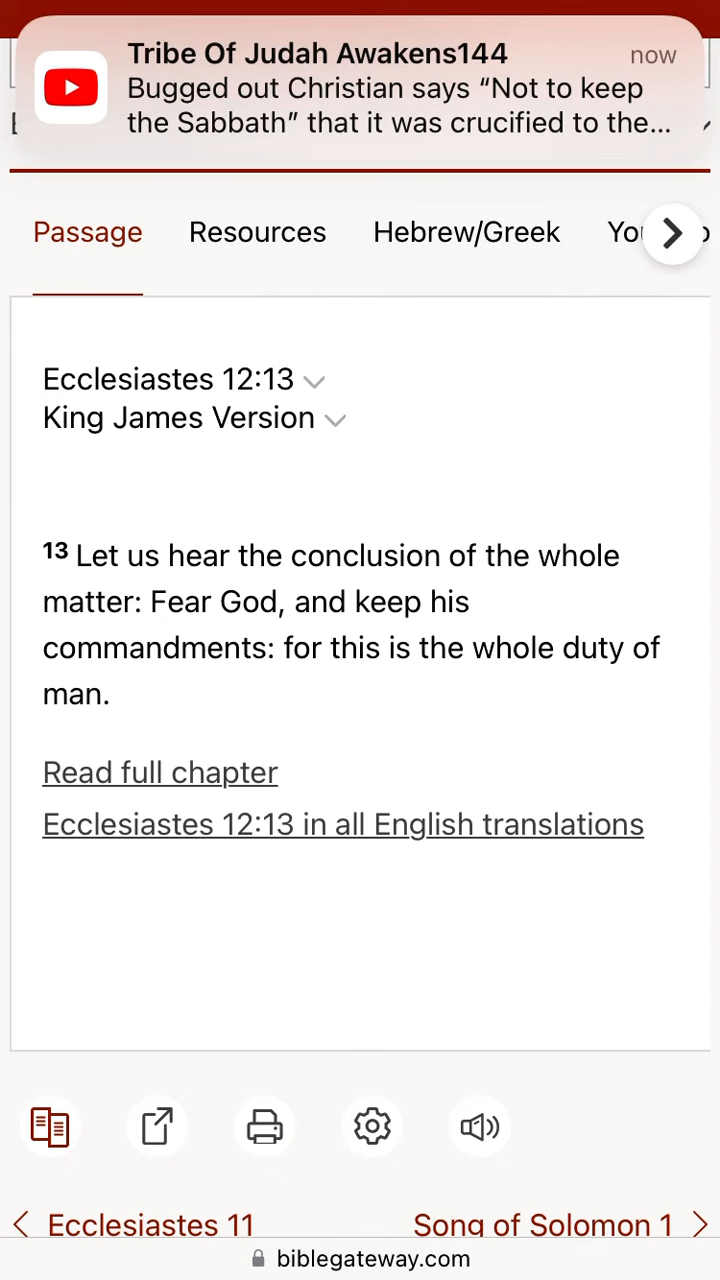 Tribe Of Judah Awakens144
now
Bugged out Christian says “Not to keep
the Sabbath” that it was crucified to the...
Passage
Resources
Hebrew/Greek
Ecclesiastes 12:13
King James Version
13 Let us hear the conclusion of the whole
matter: Fear God, and keep his
commandments: for this is the whole duty of
man.
Read full chapter
Ecclesiastes 12:13 in all English translations
Ecclesiastes 11
Song of Solomon 1
biblegateway.com